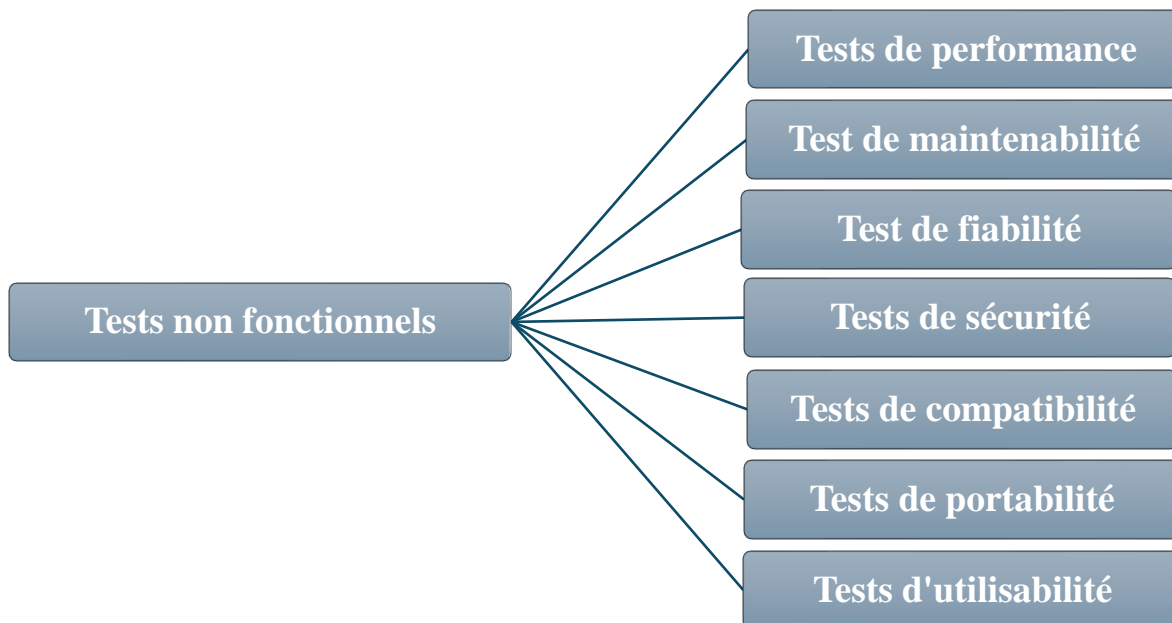 Tests de performance
Test de maintenabilité
Test de fiabilité
Tests non fonctionnels
Tests de sécurité
Tests de compatibilité
Tests de portabilité
Tests d'utilisabilité